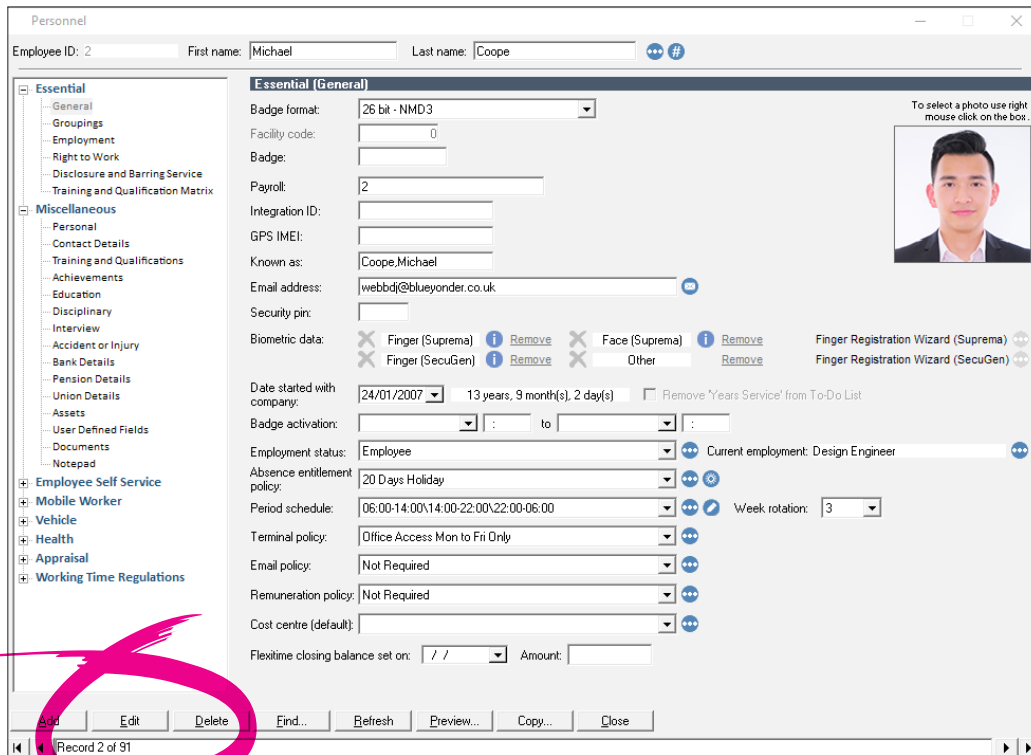 Personnel
Employee ID: 2 First name: Michael Last name: Coope
Essential
General
Groupings
Employment
Right to Work
Disclosure and Barring Service
Training and Qualification Matrix
Miscellaneous
Personal
Contact Details
Training and Qualifications
Achievements
Education
Disciplinary
Interview
Accident or Injury
Bank Details
Pension Details
Union Details
Assets
User Defined Fields
Documents
Notepad
Employee Self Service
Mobile Worker
Vehicle
Health
Appraisal
Working Time Regulations
Essential (General)
Badge format: 26 bit - NMD3
Facility code: 0
Badge:
Payroll: 2
Integration ID:
GPS IMEI:
Known as: Coope,Michael
Email address: webbdj@blueyonder.co.uk
Security pin:
To select a photo use right
mouse click on the box.
Biometric data: Finger (Suprema) Remove Face (Suprema) Remove Finger Registration Wizard (Suprema)
Finger (SecuGen) Remove Other Remove Finger Registration Wizard (SecuGen)
Date started with
company: 24/01/2007 13 years, 9 month(s), 2 day(s) Remove 'Years Service' from To-Do List
Badge activation: : to :
Employment status: Employee Current employment: Design Engineer
Absence entitlement
policy: 20 Days Holiday
Period schedule: 06:00-14:00\14:00-22:00\22:00-06:00 Week rotation: 3
Terminal policy: Office Access Mon to Fri Only
Email policy: Not Required
Remuneration policy: Not Required
Cost centre (default):
Flexitime closing balance set on: / / Amount:
Add Edit Delete Find... Refresh Preview... Copy... Close
Record 2 of 91